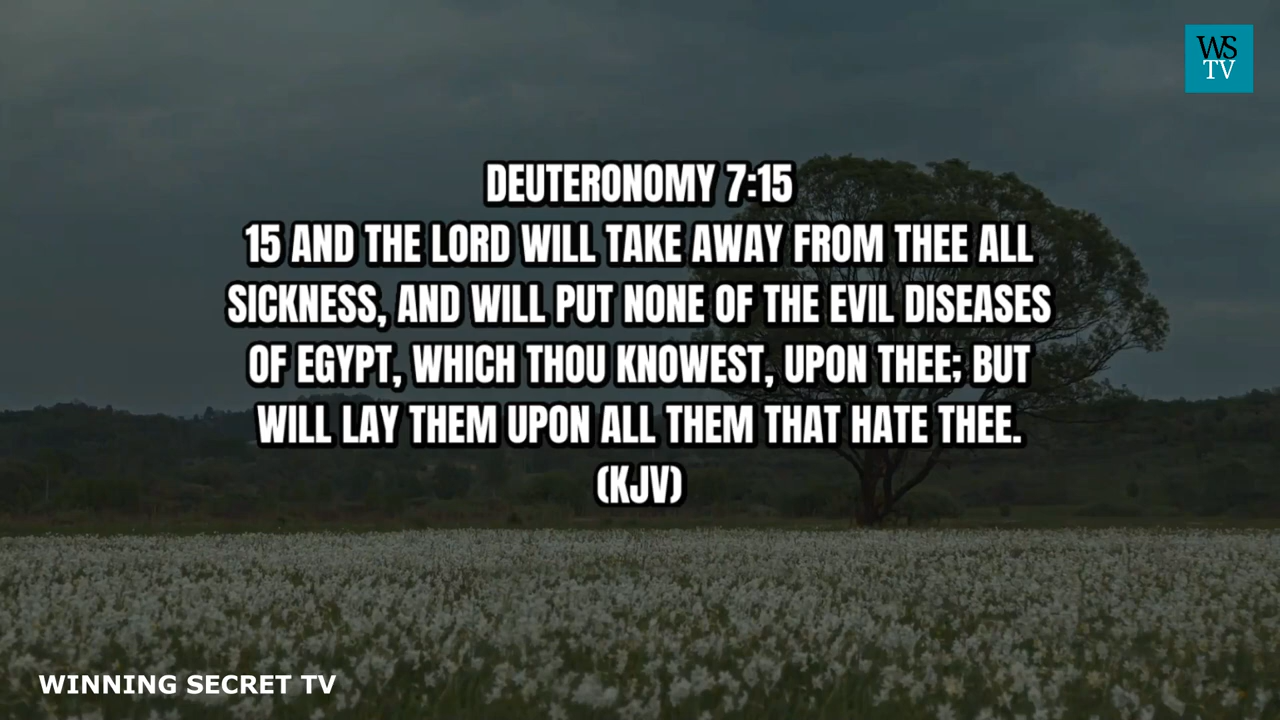 WS
TV
DEUTERONOMY 7:15
15 AND THE LORD WILL TAKE AWAY FROM THEE ALL
SICKNESS, AND WILL PUT NONE OF THE EVIL DISEASES
OF EGYPT, WHICH THOU KNOWEST, UPON THEE; BUT
WILL LAY THEM UPON ALL THEM THAT HATE THEE.
(KJV)
WINNING SECRET TV